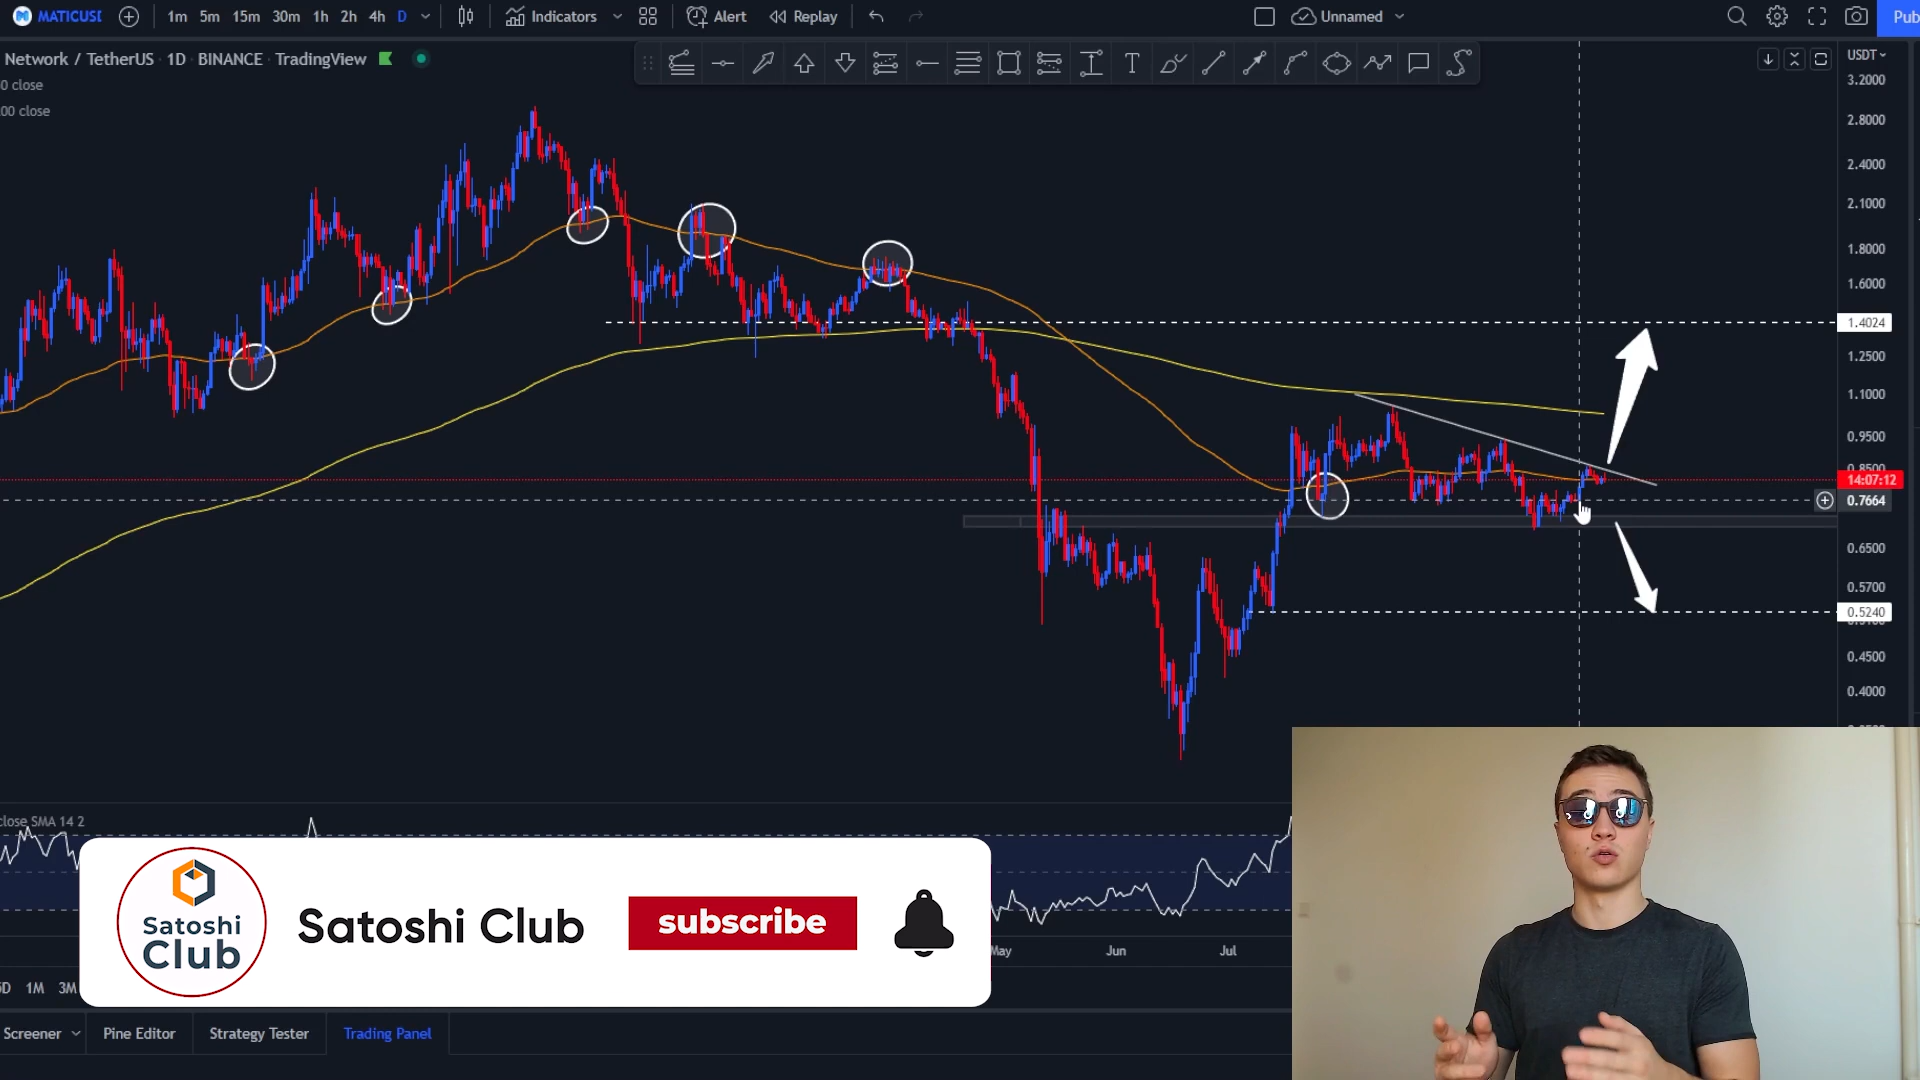 MATICUSI 1m 5m 15m 30m 1h 2h 4h D Indicators Alert Replay Unnamed Pub
Network / TetherUS · 1D · BINANCE · TradingView
0 close
00 close
USDT
3.2000
2.8000
2.4000
2.1000
1.8000
1.6000
1.4024
1.2500
1.1000
0.9500
0.8500
14:07:12
0.7664
0.6500
0.5700
0.5240
0.4500
0.4000
close SMA 14 2
Satoshi
Club
Satoshi Club
subscribe
May Jun Jul
5D 1M 3M
Screener Pine Editor Strategy Tester Trading Panel